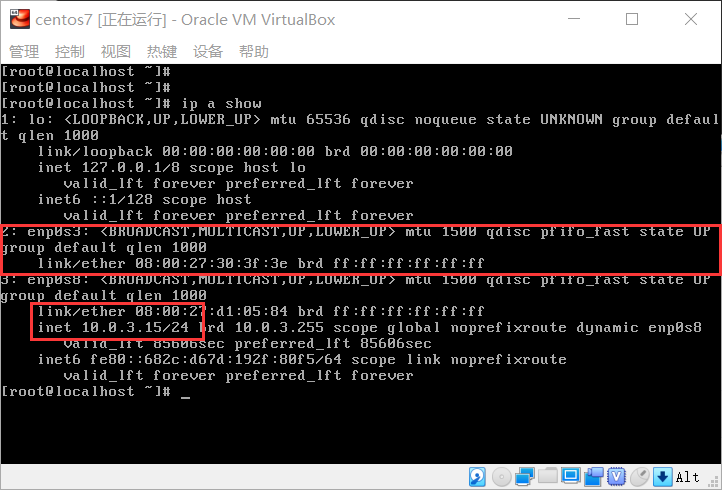 centos7 [正在运行] - Oracle VM VirtualBox
管理 控制 视图 热键 设备 帮助
[root@localhost ~]#
[root@localhost ~]#
[root@localhost ~]# ip a show
1: lo: <LOOPBACK,UP,LOWER_UP> mtu 65536 qdisc noqueue state UNKNOWN group defaul
t qlen 1000
    link/loopback 00:00:00:00:00:00 brd 00:00:00:00:00:00
    inet 127.0.0.1/8 scope host lo
       valid_lft forever preferred_lft forever
    inet6 ::1/128 scope host
       valid_lft forever preferred_lft forever
2: enp0s3: <BROADCAST,MULTICAST,UP,LOWER_UP> mtu 1500 qdisc pfifo_fast state UP
group default qlen 1000
    link/ether 08:00:27:30:3f:3e brd ff:ff:ff:ff:ff:ff
3: enp0s8: <BROADCAST,MULTICAST,UP,LOWER_UP> mtu 1500 qdisc pfifo_fast state UP
group default qlen 1000
    link/ether 08:00:27:d1:05:84 brd ff:ff:ff:ff:ff:ff
    inet 10.0.3.15/24 brd 10.0.3.255 scope global noprefixroute dynamic enp0s8
       valid_lft 85606sec preferred_lft 85606sec
    inet6 fe80::682c:d67d:192f:80f5/64 scope link noprefixroute
       valid_lft forever preferred_lft forever
[root@localhost ~]# _
Alt